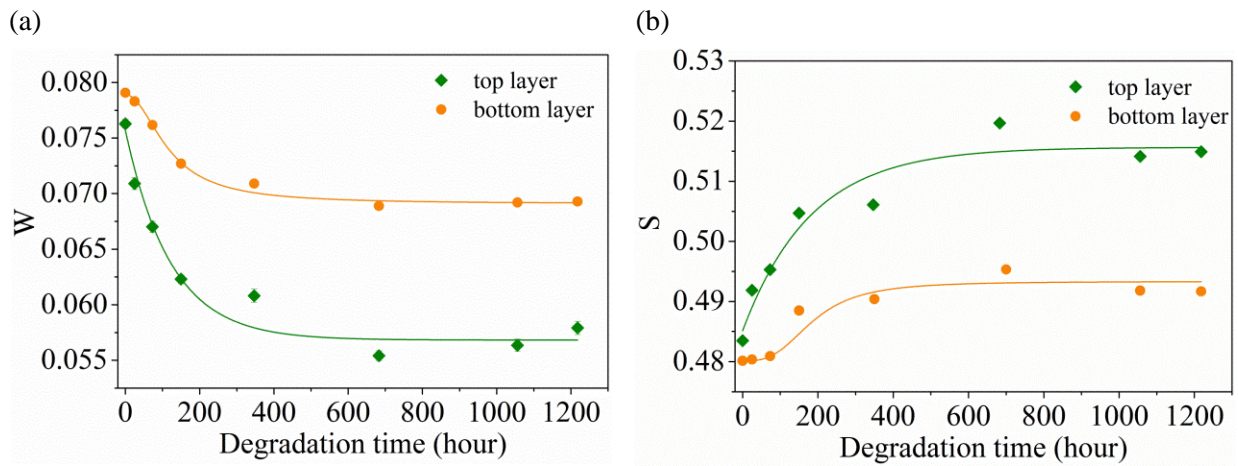 (a)
0.080
0.075
0.070
0.065
0.060
0.055
W
top layer
bottom layer
0 200 400 600 800 1000 1200
Degradation time (hour)
(b)
0.53
0.52
0.51
0.50
0.49
0.48
S
top layer
bottom layer
0 200 400 600 800 1000 1200
Degradation time (hour)